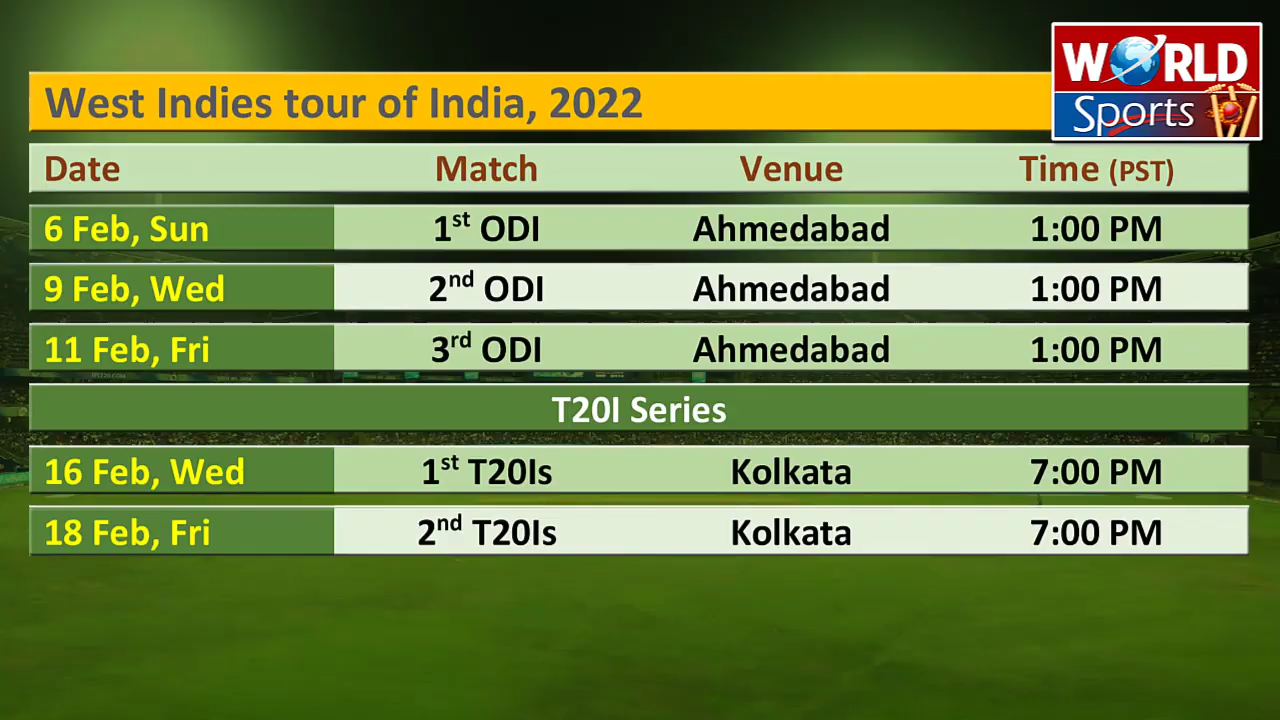 WORLD
Sports
West Indies tour of India, 2022
Date Match Venue Time (PST)
6 Feb, Sun 1st ODI Ahmedabad 1:00 PM
9 Feb, Wed 2nd ODI Ahmedabad 1:00 PM
11 Feb, Fri 3rd ODI Ahmedabad 1:00 PM
T20I Series
16 Feb, Wed 1st T20Is Kolkata 7:00 PM
18 Feb, Fri 2nd T20Is Kolkata 7:00 PM